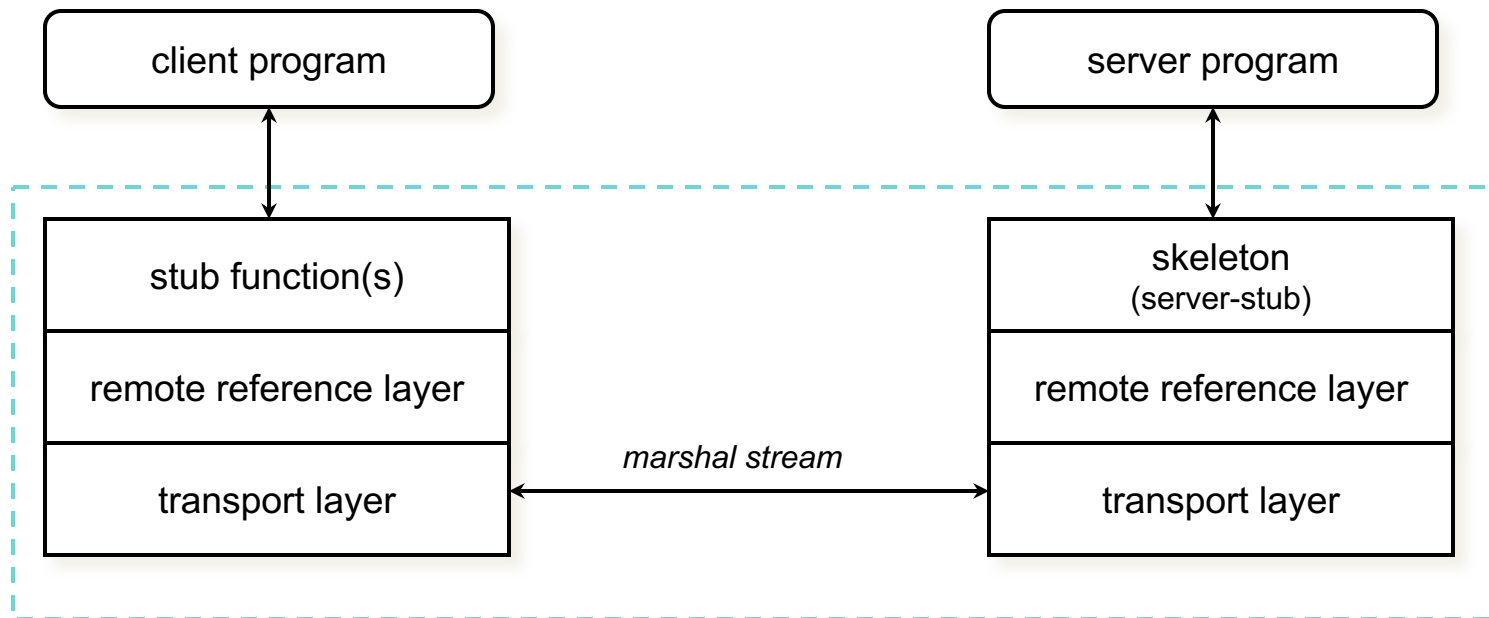 client program
server program
stub function(s)
skeleton
(server-stub)
remote reference layer
remote reference layer
marshal stream
transport layer
transport layer